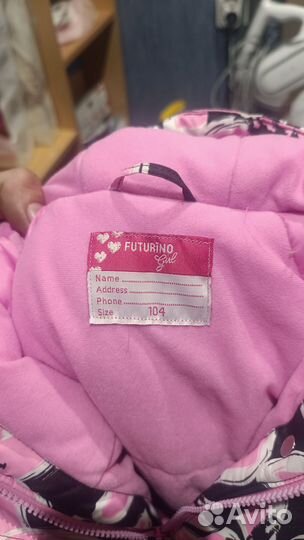 FUTURINO
Girl
Name
Address
Phone
Size 104
Avito